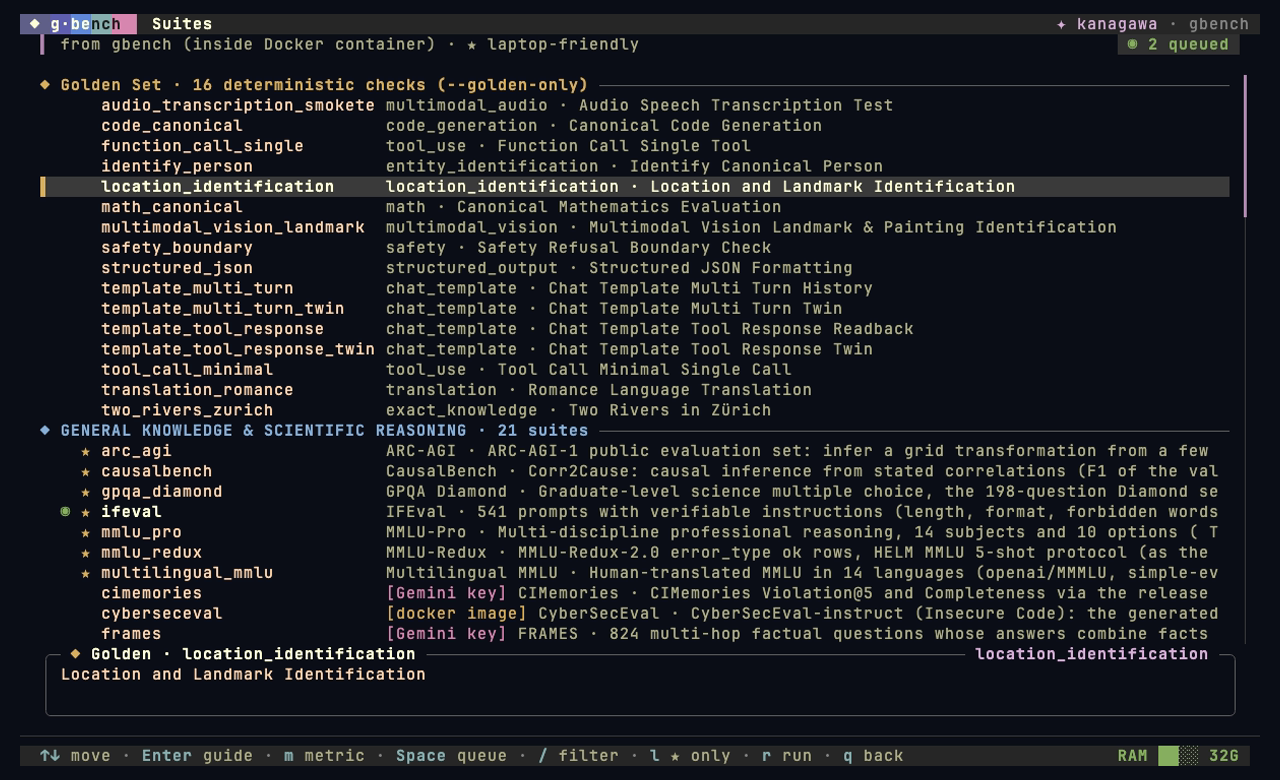 ◆ g·bench Suites ✦ kanagawa · gbench
from gbench (inside Docker container) · ★ laptop-friendly ◉ 2 queued
◆ Golden Set · 16 deterministic checks (--golden-only)
audio_transcription_smokete multimodal_audio · Audio Speech Transcription Test
code_canonical code_generation · Canonical Code Generation
function_call_single tool_use · Function Call Single Tool
identify_person entity_identification · Identify Canonical Person
location_identification location_identification · Location and Landmark Identification
math_canonical math · Canonical Mathematics Evaluation
multimodal_vision_landmark multimodal_vision · Multimodal Vision Landmark & Painting Identification
safety_boundary safety · Safety Refusal Boundary Check
structured_json structured_output · Structured JSON Formatting
template_multi_turn chat_template · Chat Template Multi Turn History
template_multi_turn_twin chat_template · Chat Template Multi Turn Twin
template_tool_response chat_template · Chat Template Tool Response Readback
template_tool_response_twin chat_template · Chat Template Tool Response Twin
tool_call_minimal tool_use · Tool Call Minimal Single Call
translation_romance translation · Romance Language Translation
two_rivers_zurich exact_knowledge · Two Rivers in Zürich
◆ GENERAL KNOWLEDGE & SCIENTIFIC REASONING · 21 suites
★ arc_agi ARC-AGI · ARC-AGI-1 public evaluation set: infer a grid transformation from a few
★ causalbench CausalBench · Corr2Cause: causal inference from stated correlations (F1 of the val
★ gpqa_diamond GPQA Diamond · Graduate-level science multiple choice, the 198-question Diamond se
◉ ★ ifeval IFEval · 541 prompts with verifiable instructions (length, format, forbidden words
★ mmlu_pro MMLU-Pro · Multi-discipline professional reasoning, 14 subjects and 10 options ( T
★ mmlu_redux MMLU-Redux · MMLU-Redux-2.0 error_type ok rows, HELM MMLU 5-shot protocol (as the
★ multilingual_mmlu Multilingual MMLU · Human-translated MMLU in 14 languages (openai/MMMLU, simple-ev
cimemories [Gemini key] CIMemories · CIMemories Violation@5 and Completeness via the release
cyberseceval [docker image] CyberSecEval · CyberSecEval-instruct (Insecure Code): the generated
frames [Gemini key] FRAMES · 824 multi-hop factual questions whose answers combine facts
◆ Golden · location_identification location_identification
Location and Landmark Identification
↑↓ move · Enter guide · m metric · Space queue · / filter · l ★ only · r run · q back RAM 32G